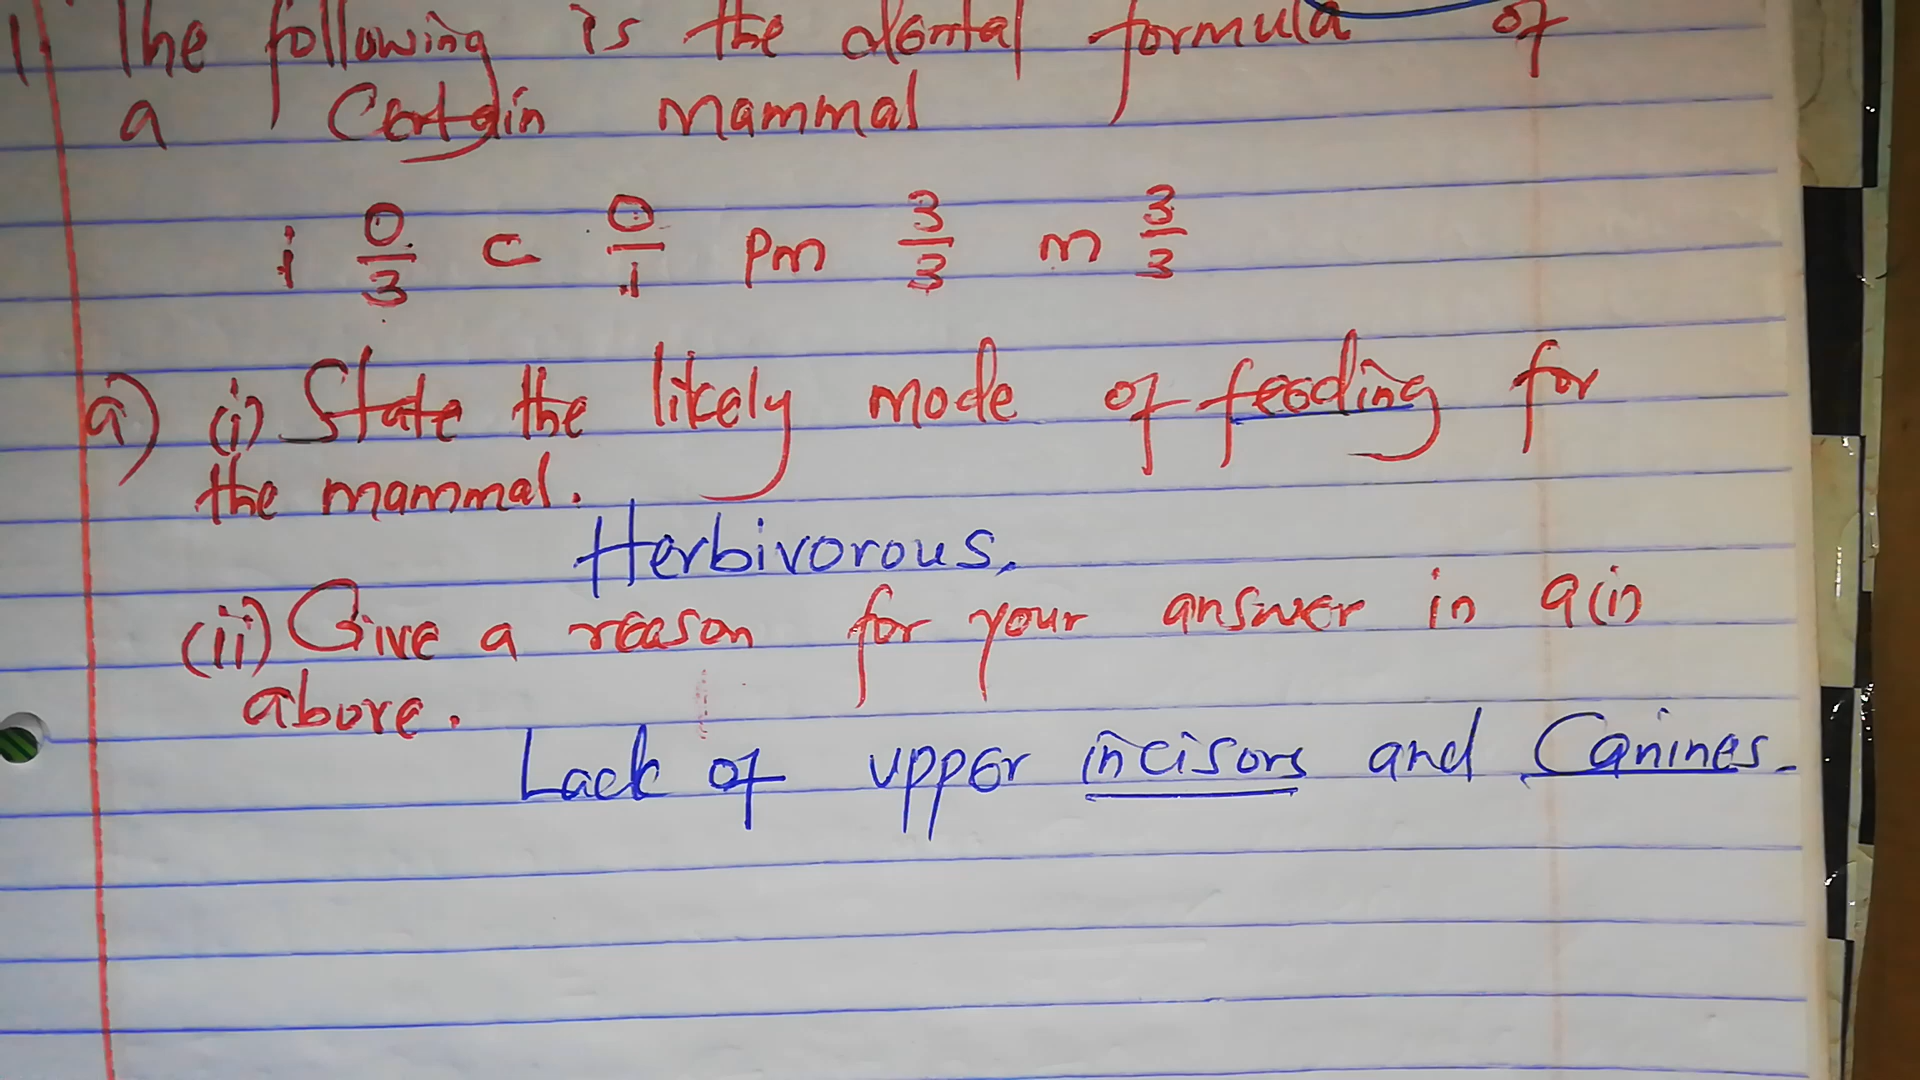 1) The following is the dental formula of
a certain mammal
i 0/3 c 0/1 pm 3/3 m 3/3
a) (i) State the likely mode of feeding for
the mammal.
Herbivorous.
(ii) Give a reason for your answer in a(i)
above.
Lack of upper incisors and Canines.